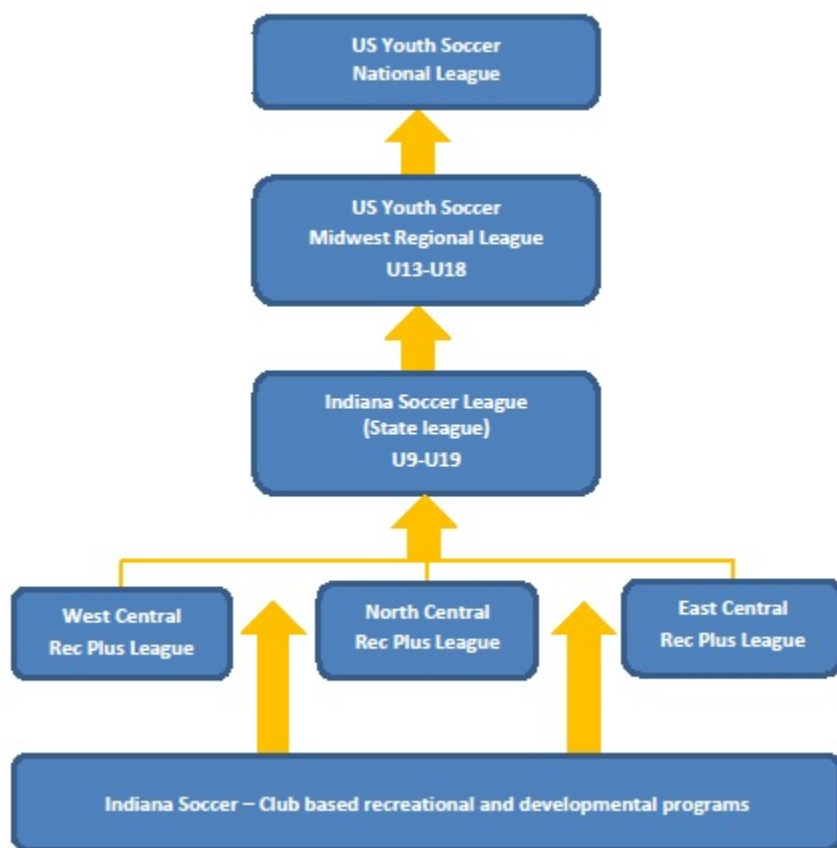 US Youth Soccer
National League
US Youth Soccer
Midwest Regional League
U13-U18
Indiana Soccer League
(State league)
U9-U19
West Central
Rec Plus League
North Central
Rec Plus League
East Central
Rec Plus League
Indiana Soccer – Club based recreational and developmental programs